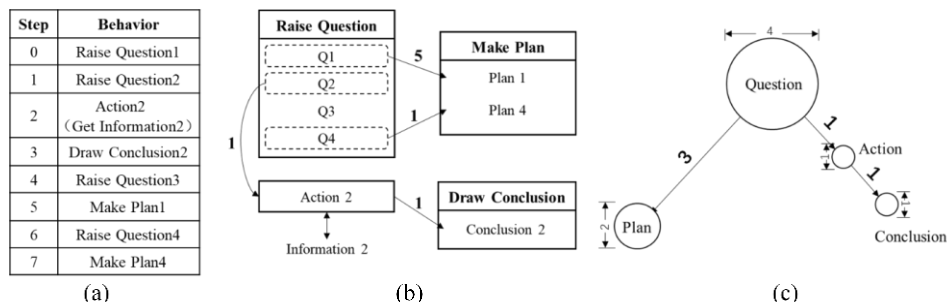 Step Behavior
0 Raise Question1
1 Raise Question2
2 Action2
（Get Information2）
3 Draw Conclusion2
4 Raise Question3
5 Make Plan1
6 Raise Question4
7 Make Plan4
(a)
Raise Question
Q1
Q2
Q3
Q4
5
1
1
Make Plan
Plan 1
Plan 4
Action 2
1
Information 2
Draw Conclusion
Conclusion 2
(b)
4
Question
3
1
1
Action
1
1
Conclusion
2
Plan
(c)